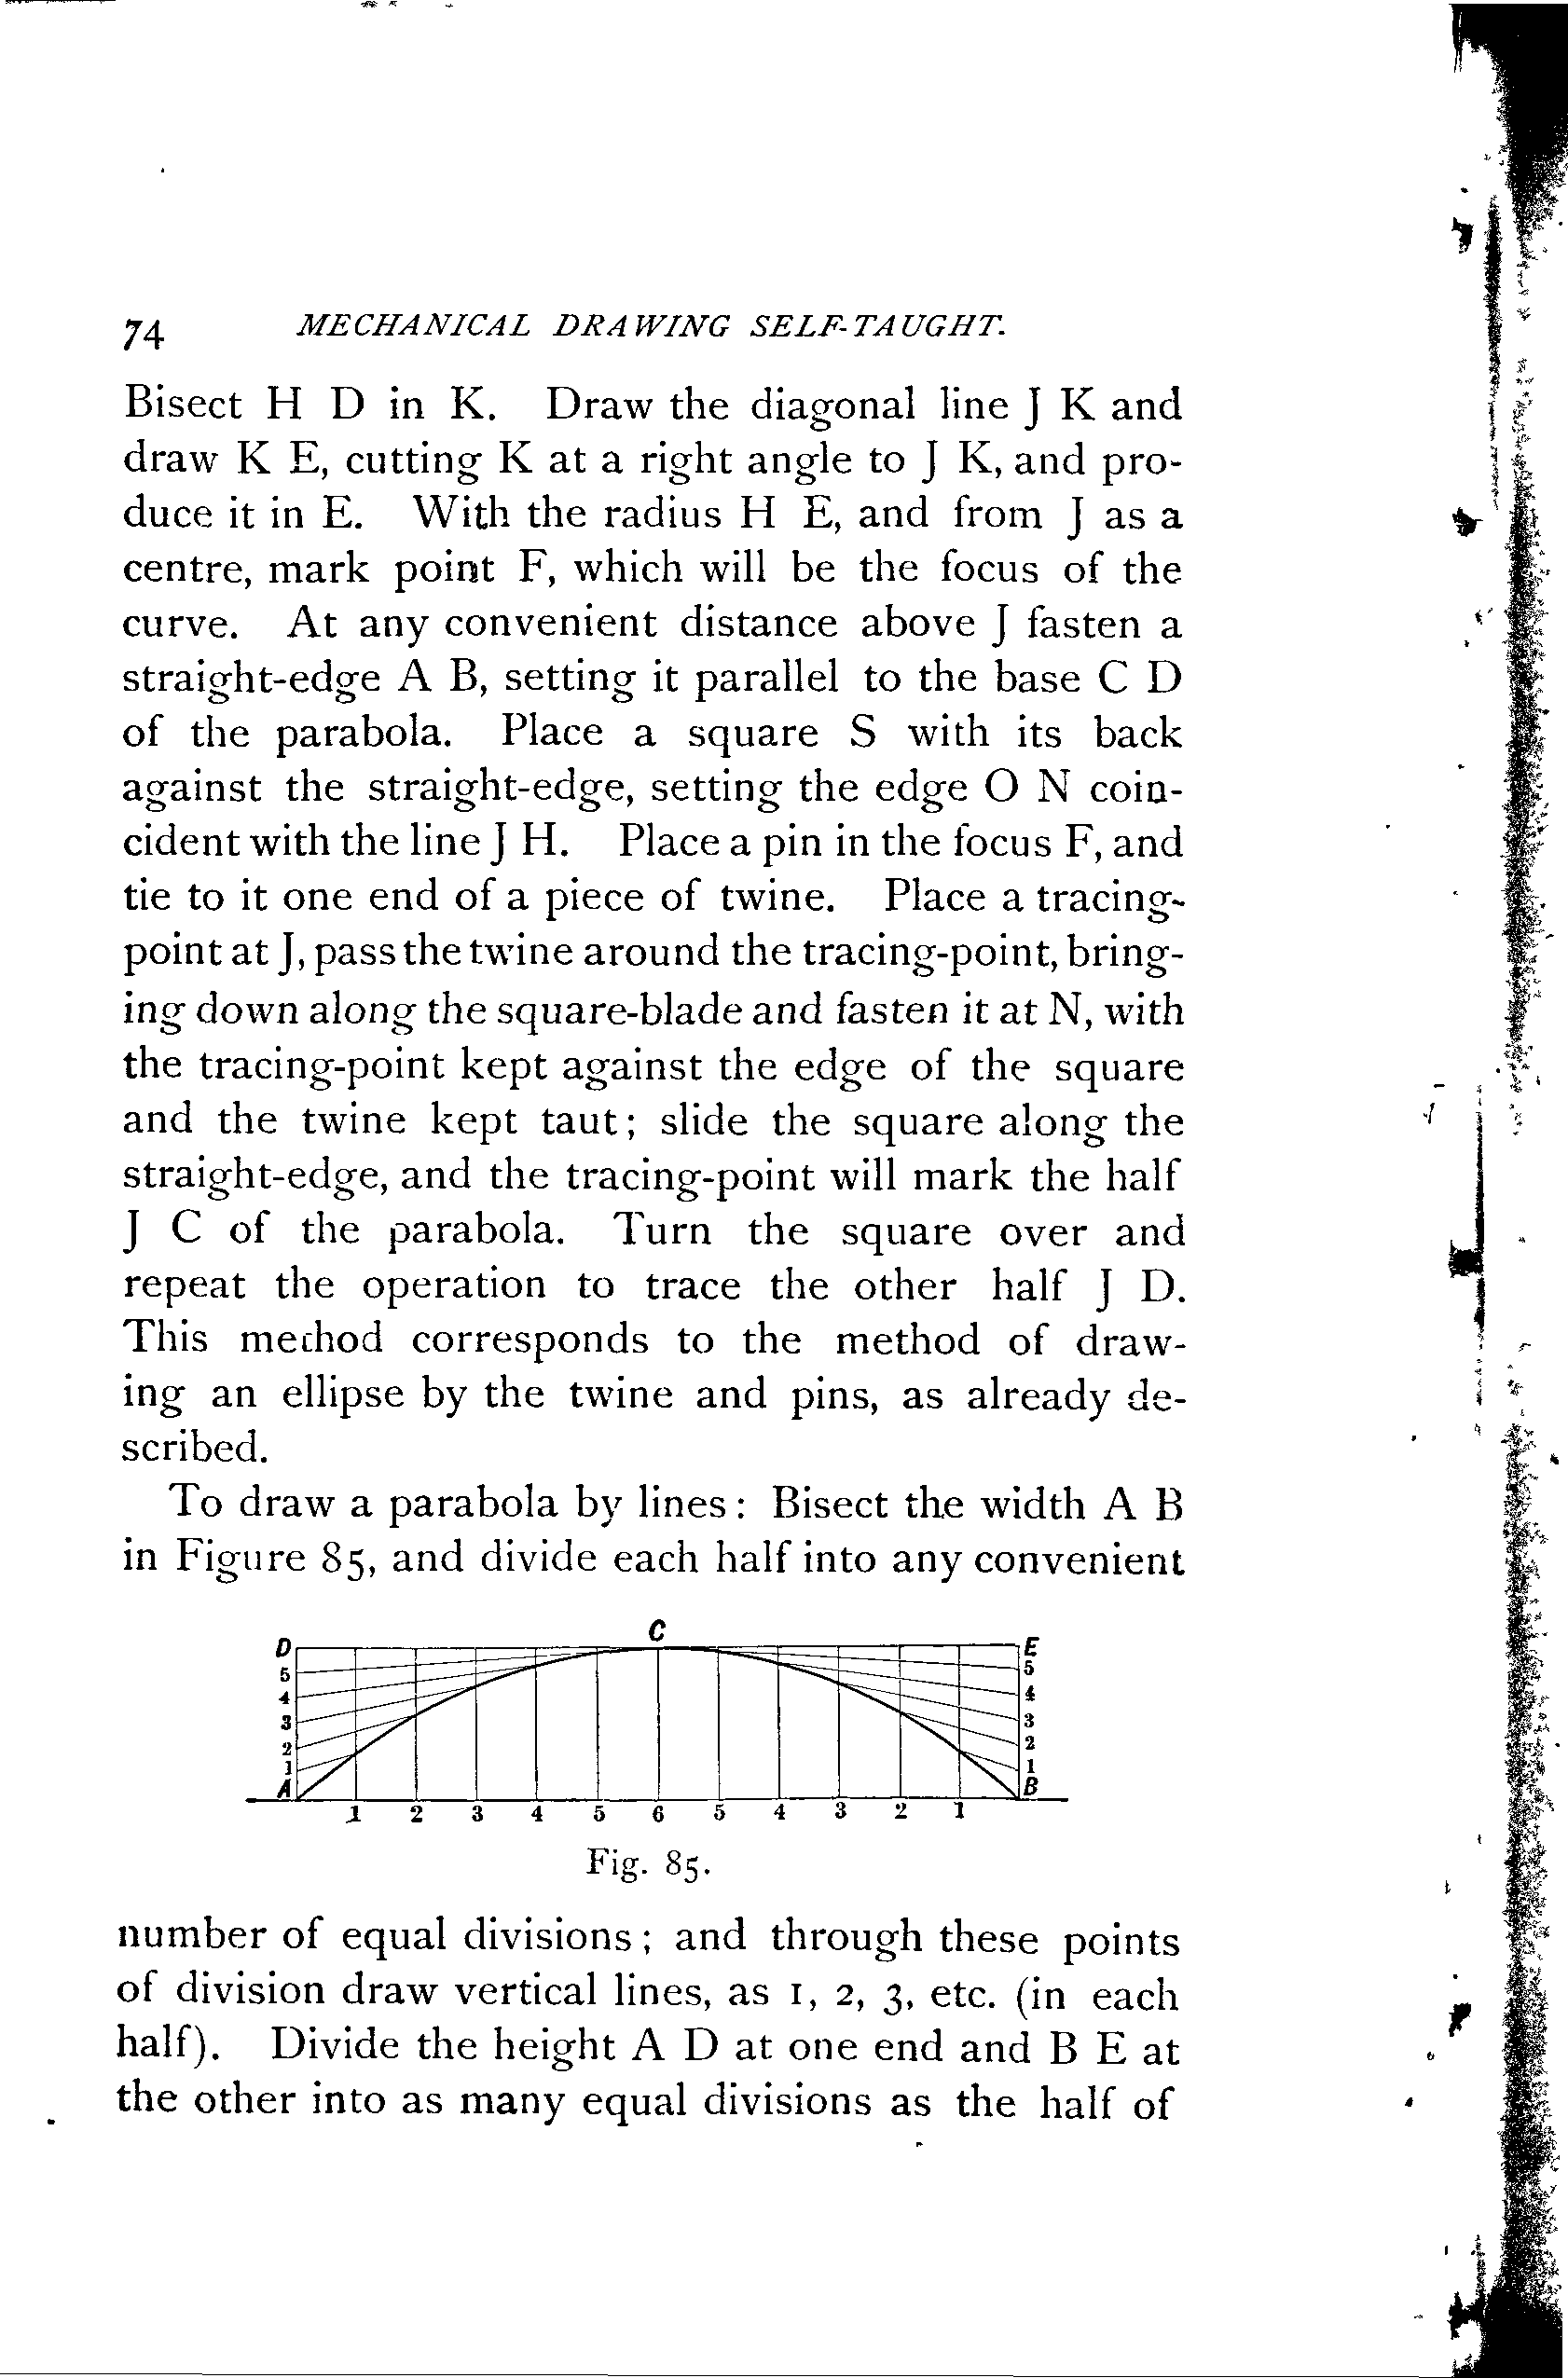 74 MECHANICAL DRAWING SELF-TAUGHT.
Bisect H D in K. Draw the diagonal line J K and
draw K E, cutting K at a right angle to J K, and pro-
duce it in E. With the radius H E, and from J as a
centre, mark point F, which will be the focus of the
curve. At any convenient distance above J fasten a
straight-edge A B, setting it parallel to the base C D
of the parabola. Place a square S with its back
against the straight-edge, setting the edge O N coin-
cident with the line J H. Place a pin in the focus F, and
tie to it one end of a piece of twine. Place a tracing-
point at J, pass the twine around the tracing-point, bring-
ing down along the square-blade and fasten it at N, with
the tracing-point kept against the edge of the square
and the twine kept taut; slide the square along the
straight-edge, and the tracing-point will mark the half
J C of the parabola. Turn the square over and
repeat the operation to trace the other half J D.
This method corresponds to the method of draw-
ing an ellipse by the twine and pins, as already de-
scribed.
To draw a parabola by lines: Bisect the width A B
in Figure 85, and divide each half into any convenient
C
D E
5 5
4 4
3 3
2 2
1 1
A B
1 2 3 4 5 6 5 4 3 2 1
Fig. 85.
number of equal divisions; and through these points
of division draw vertical lines, as 1, 2, 3, etc. (in each
half). Divide the height A D at one end and B E at
the other into as many equal divisions as the half of